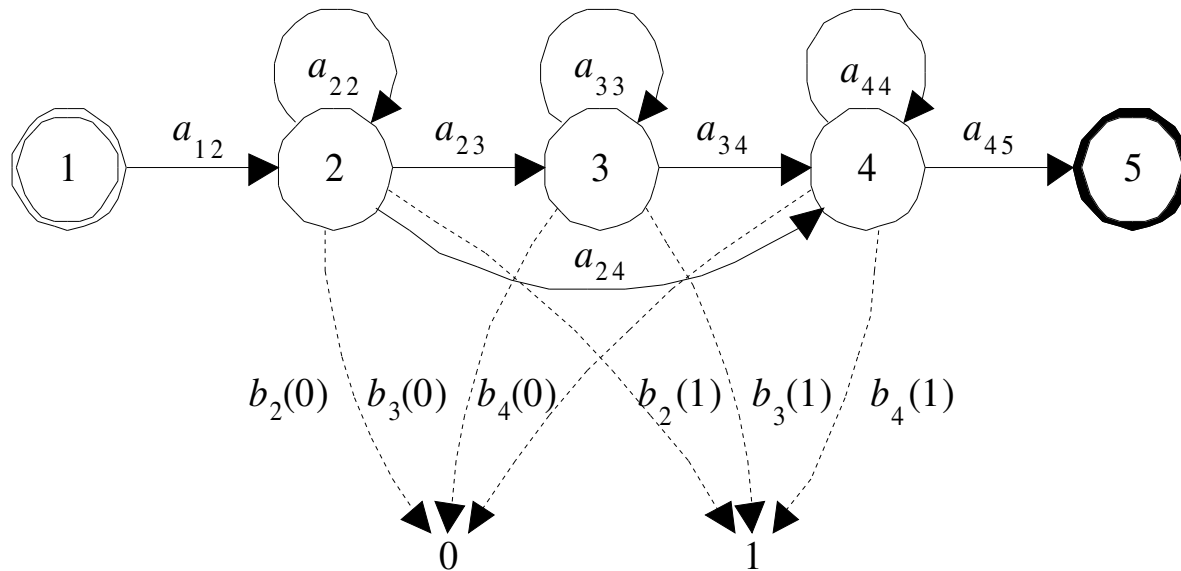 a₂₂ a₃₃ a₄₄
a₁₂ a₂₃ a₃₄ a₄₅
1 2 3 4 5
a₂₄
b₂(0) b₃(0) b₄(0) b₂(1) b₃(1) b₄(1)
0 1